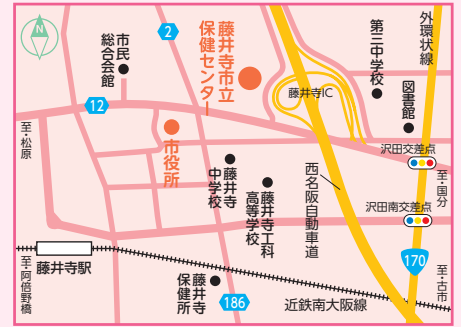 N
2
市民
総合会館
藤井寺市立
保健センター
藤井寺IC
第三中学校
外環状線
図書館
12
至・松原
市役所
沢田交差点
至・国分
藤井寺
中学校
藤井寺工科
高等学校
西名阪自動車道
沢田南交差点
藤井寺駅
至・阿倍野橋
藤井寺
保健所
186
近鉄南大阪線
170
至・古市